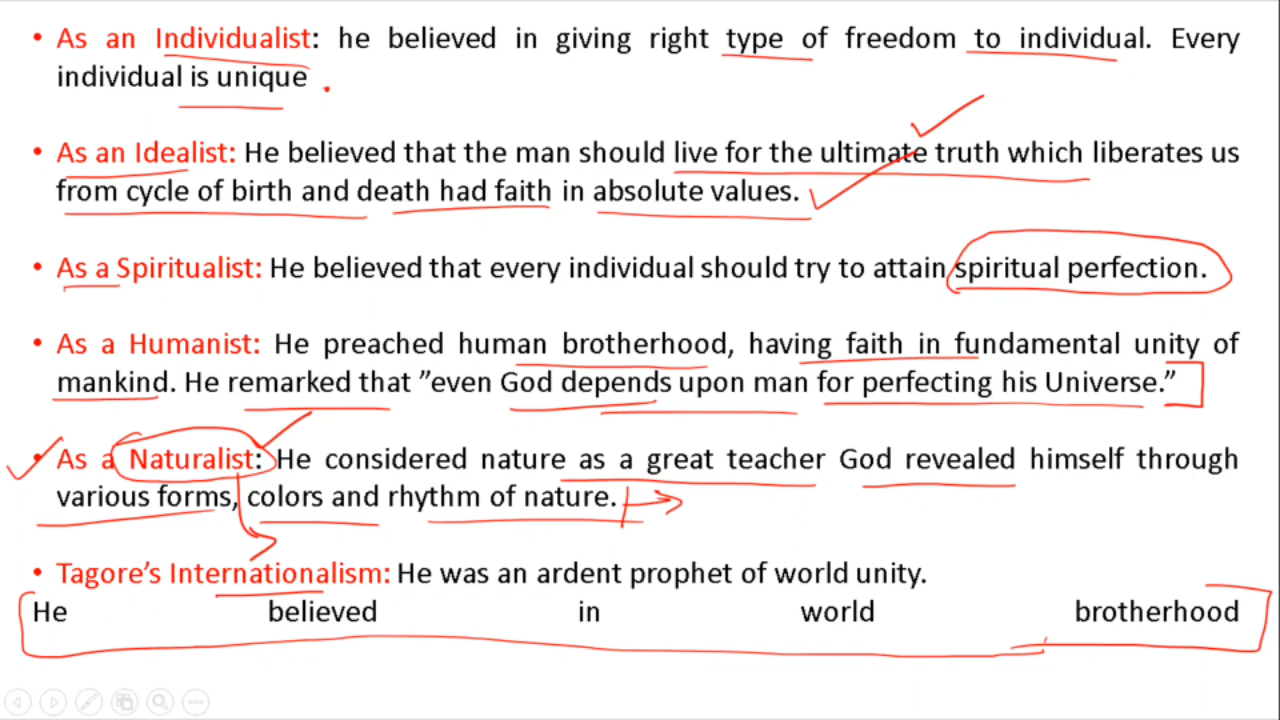 • As an Individualist: he believed in giving right type of freedom to individual. Every
individual is unique
• As an Idealist: He believed that the man should live for the ultimate truth which liberates us
from cycle of birth and death had faith in absolute values.
• As a Spiritualist: He believed that every individual should try to attain spiritual perfection.
• As a Humanist: He preached human brotherhood, having faith in fundamental unity of
mankind. He remarked that ”even God depends upon man for perfecting his Universe.”
• As a Naturalist: He considered nature as a great teacher God revealed himself through
various forms, colors and rhythm of nature.
• Tagore’s Internationalism: He was an ardent prophet of world unity.
He believed in world brotherhood